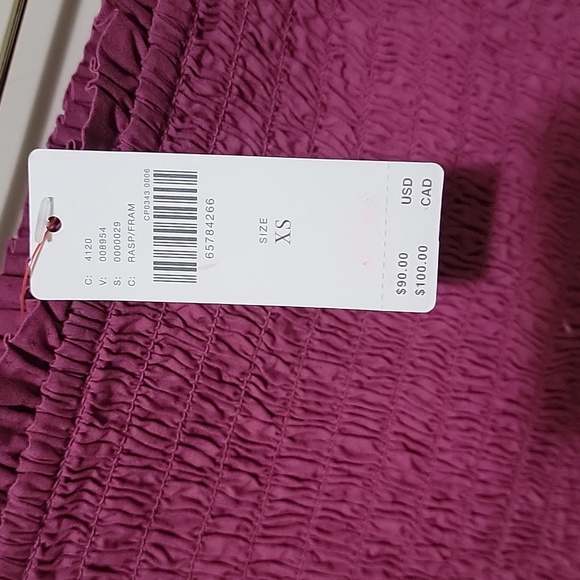 C: 4120
V: 008954
S: 0000029
C: RASP/FRAM
CP0343 0006
65784266
SIZE
XS
$90.00 USD
$100.00 CAD